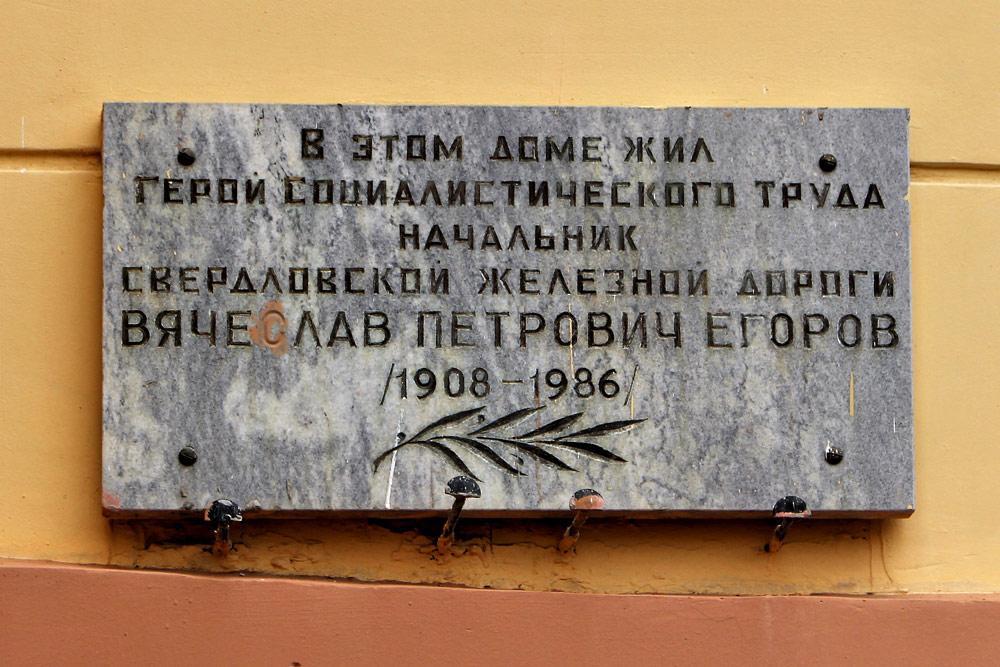 В ЭТОМ ДОМЕ ЖИЛ
ГЕРОЙ СОЦИАЛИСТИЧЕСКОГО ТРУДА
НАЧАЛЬНИК
СВЕРДЛОВСКОЙ ЖЕЛЕЗНОЙ ДОРОГИ
ВЯЧЕСЛАВ ПЕТРОВИЧ ЕГОРОВ
/1908-1986/